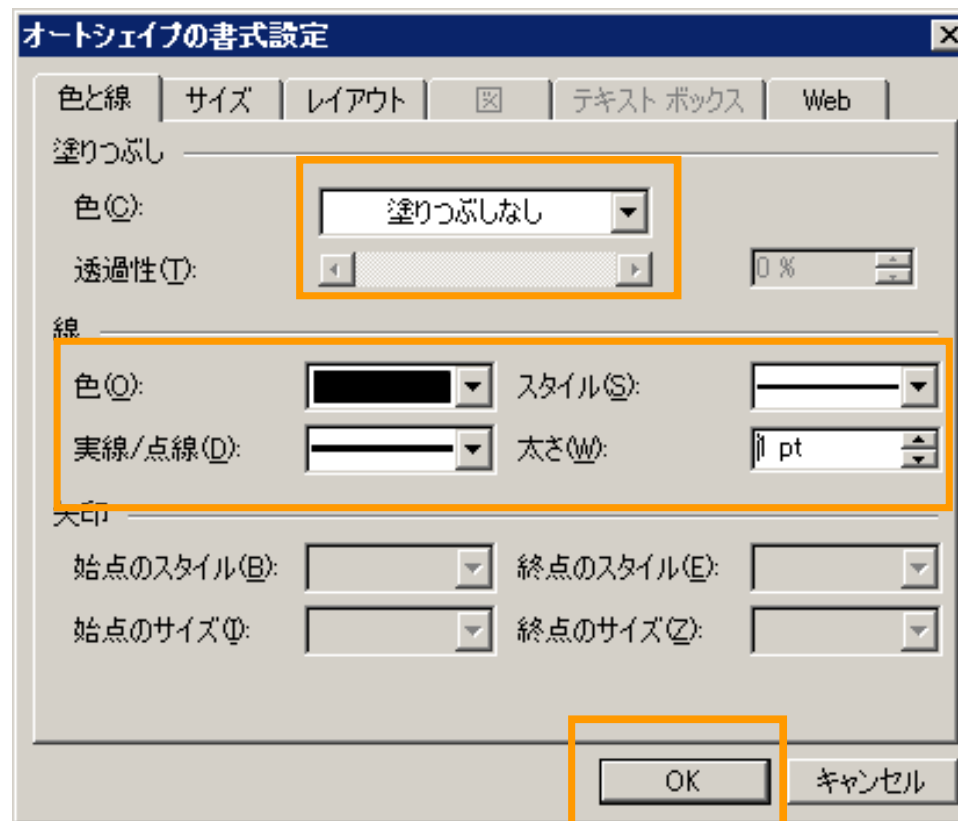 オートシェイプの書式設定
色と線 サイズ レイアウト 図 テキスト ボックス Web
塗りつぶし
色(C): 塗りつぶしなし
透過性(T): 0 %
線
色(O): スタイル(S):
実線/点線(D): 太さ(W): 1 pt
矢印
始点のスタイル(B): 終点のスタイル(E):
始点のサイズ(I): 終点のサイズ(Z):
OK キャンセル